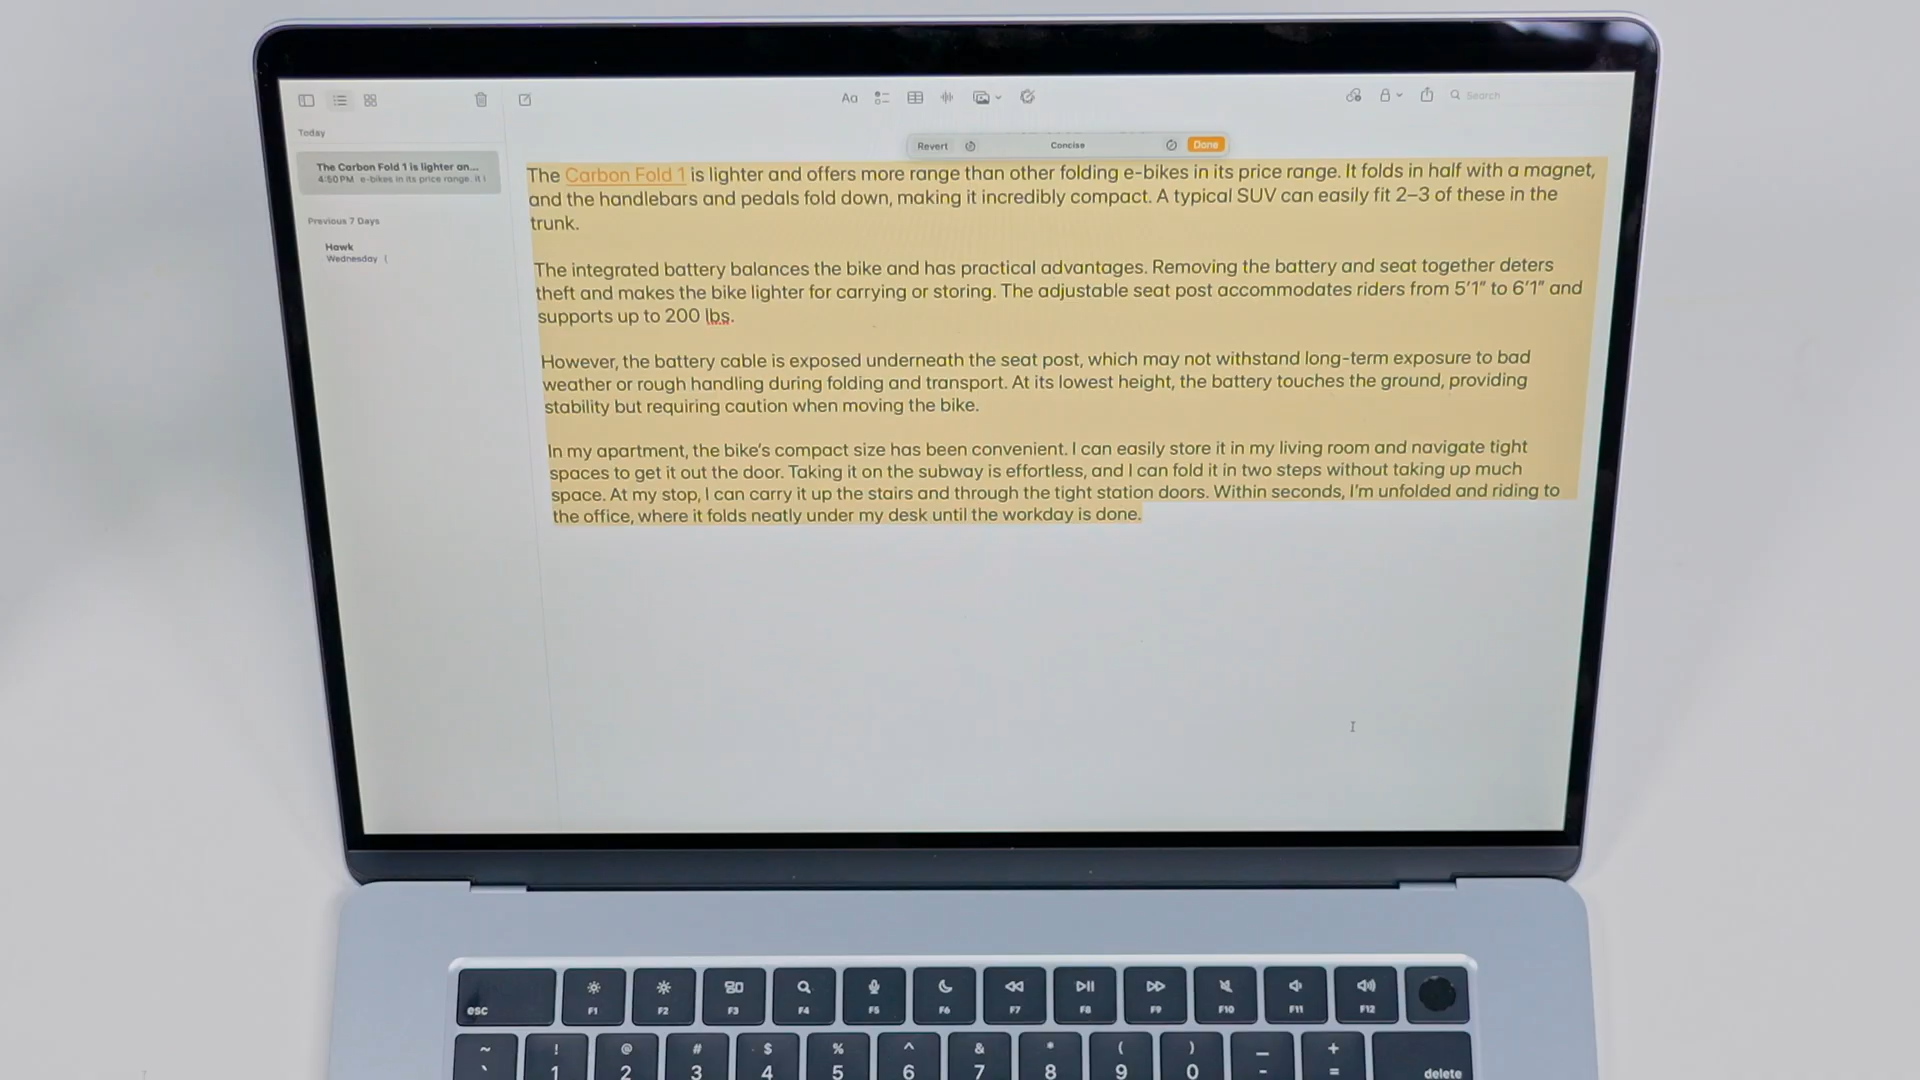 Search
Today
The Carbon Fold 1 is lighter an...
4:50 PM e-bikes in its price range. It
Previous 7 Days
Hawk
Wednesday
Revert
Concise
Done
The Carbon Fold 1 is lighter and offers more range than other folding e-bikes in its price range. It folds in half with a magnet,
and the handlebars and pedals fold down, making it incredibly compact. A typical SUV can easily fit 2–3 of these in the
trunk.
The integrated battery balances the bike and has practical advantages. Removing the battery and seat together deters
theft and makes the bike lighter for carrying or storing. The adjustable seat post accommodates riders from 5’1” to 6’1” and
supports up to 200 lbs.
However, the battery cable is exposed underneath the seat post, which may not withstand long-term exposure to bad
weather or rough handling during folding and transport. At its lowest height, the battery touches the ground, providing
stability but requiring caution when moving the bike.
In my apartment, the bike’s compact size has been convenient. I can easily store it in my living room and navigate tight
spaces to get it out the door. Taking it on the subway is effortless, and I can fold it in two steps without taking up much
space. At my stop, I can carry it up the stairs and through the tight station doors. Within seconds, I’m unfolded and riding to
the office, where it folds neatly under my desk until the workday is done.
esc F1 F2 F3 F4 F5 F6 F7 F8 F9 F10 F11 F12
~ ! @ # $ % ^ & * ( ) _ +
` 1 2 3 4 5 6 7 8 9 0 - = delete